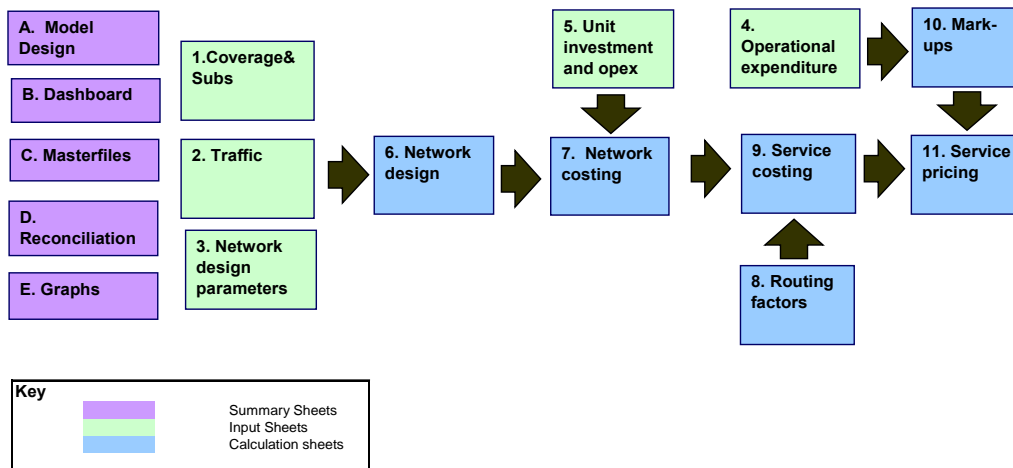 A. Model
Design
B. Dashboard
C. Masterfiles
D.
Reconciliation
E. Graphs
1.Coverage&
Subs
2. Traffic
3. Network
design
parameters
6. Network
design
5. Unit
investment
and opex
7. Network
costing
4.
Operational
expenditure
9. Service
costing
8. Routing
factors
10. Mark-
ups
11. Service
pricing
Key
Summary Sheets
Input Sheets
Calculation sheets